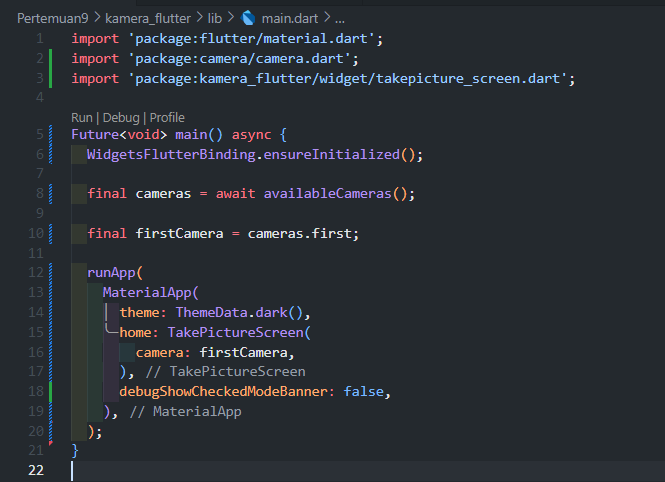 Pertemuan9 > kamera_flutter > lib > main.dart > ...
1 import 'package:flutter/material.dart';
2 import 'package:camera/camera.dart';
3 import 'package:kamera_flutter/widget/takepicture_screen.dart';
4
Run | Debug | Profile
5 Future<void> main() async {
6   WidgetsFlutterBinding.ensureInitialized();
7
8   final cameras = await availableCameras();
9
10   final firstCamera = cameras.first;
11
12   runApp(
13     MaterialApp(
14       theme: ThemeData.dark(),
15       home: TakePictureScreen(
16         camera: firstCamera,
17       ), // TakePictureScreen
18       debugShowCheckedModeBanner: false,
19     ), // MaterialApp
20   );
21 }
22